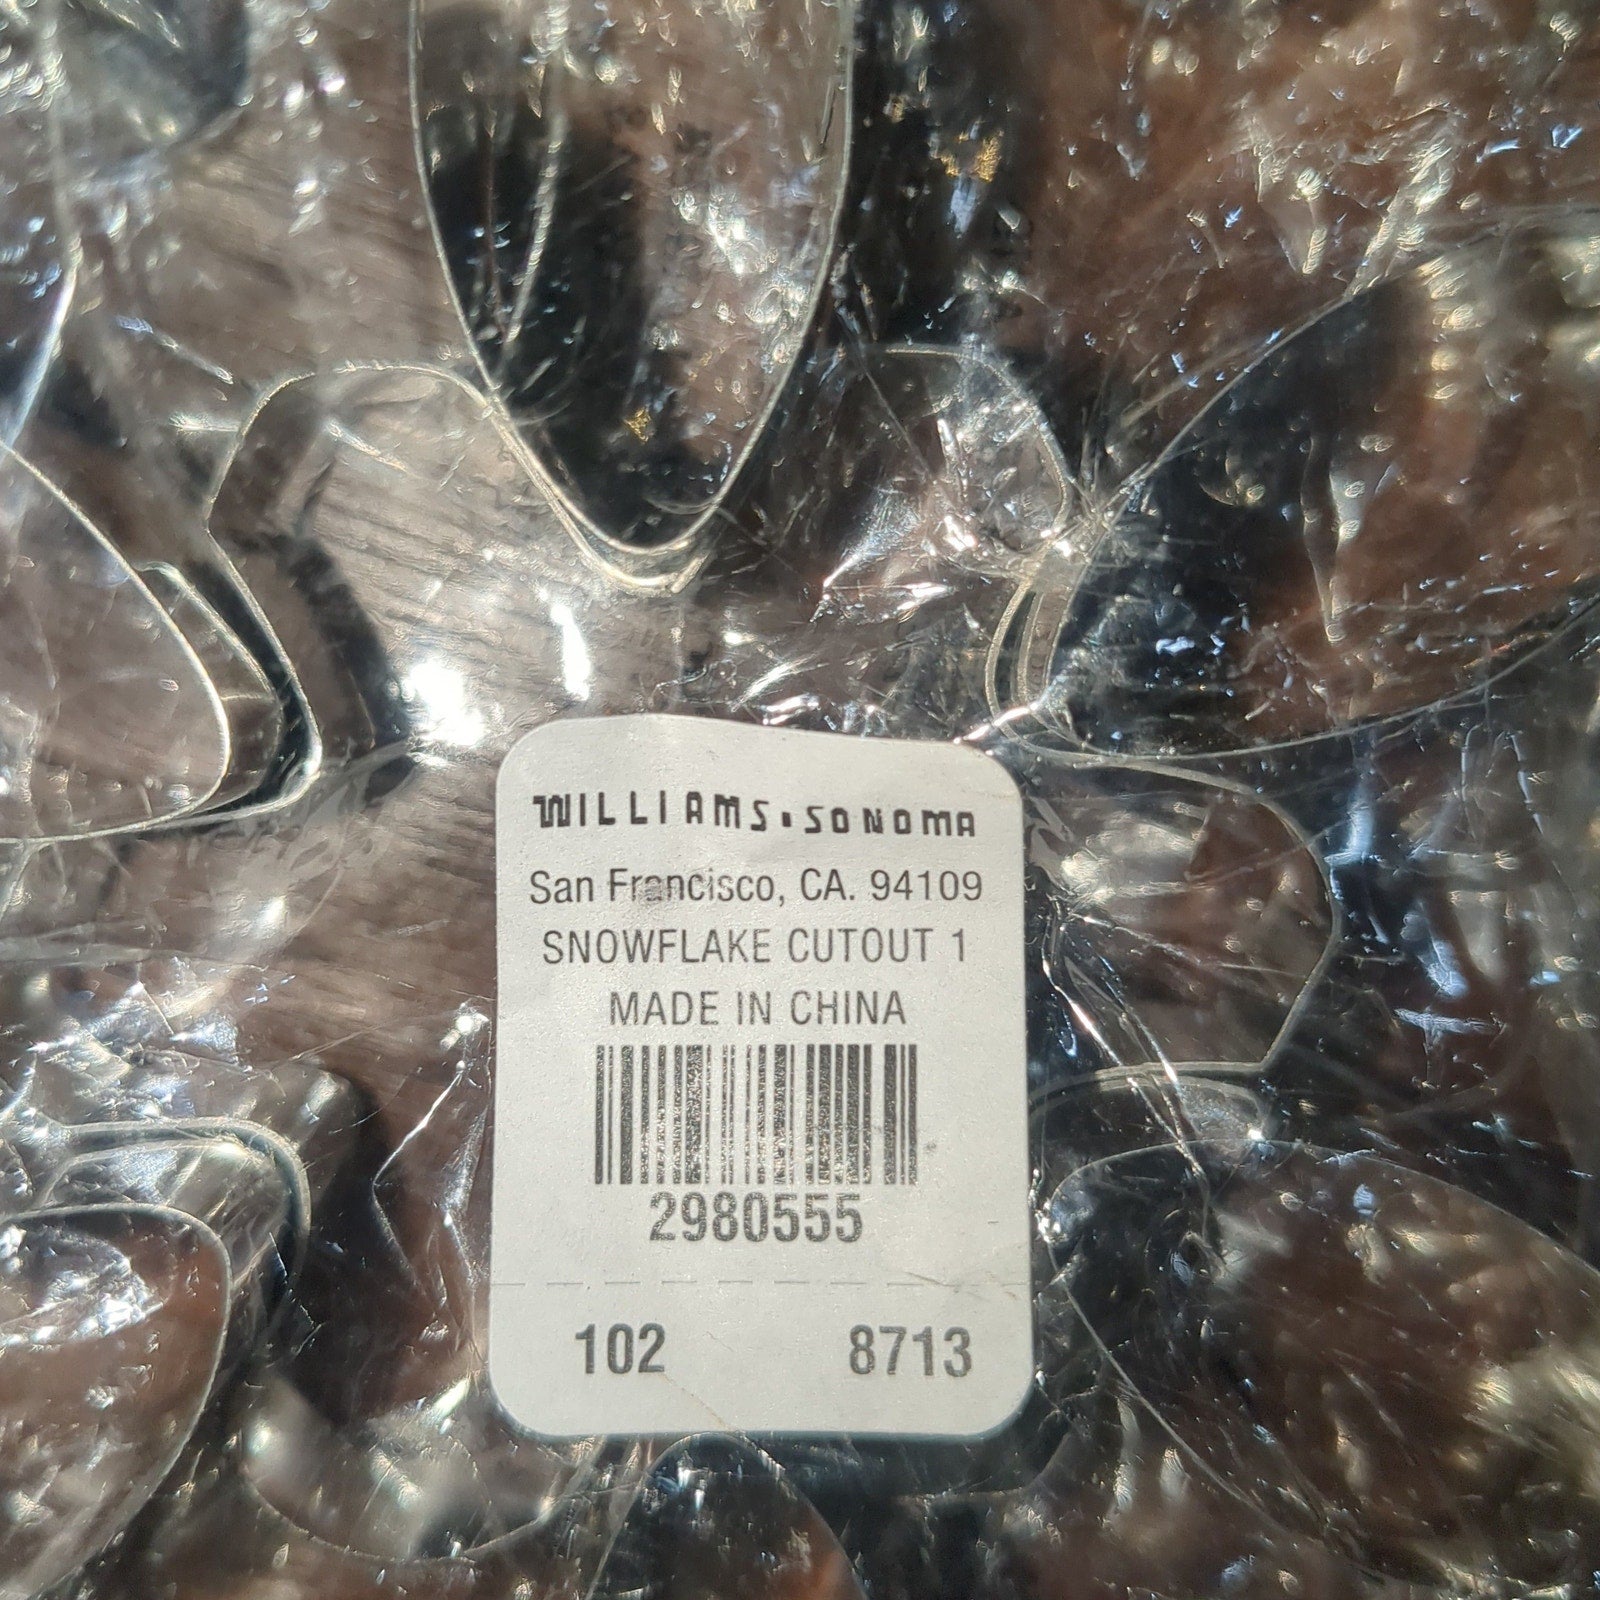 WILLIAMS-SONOMA
San Francisco, CA. 94109
SNOWFLAKE CUTOUT 1
MADE IN CHINA
2980555
102 8713